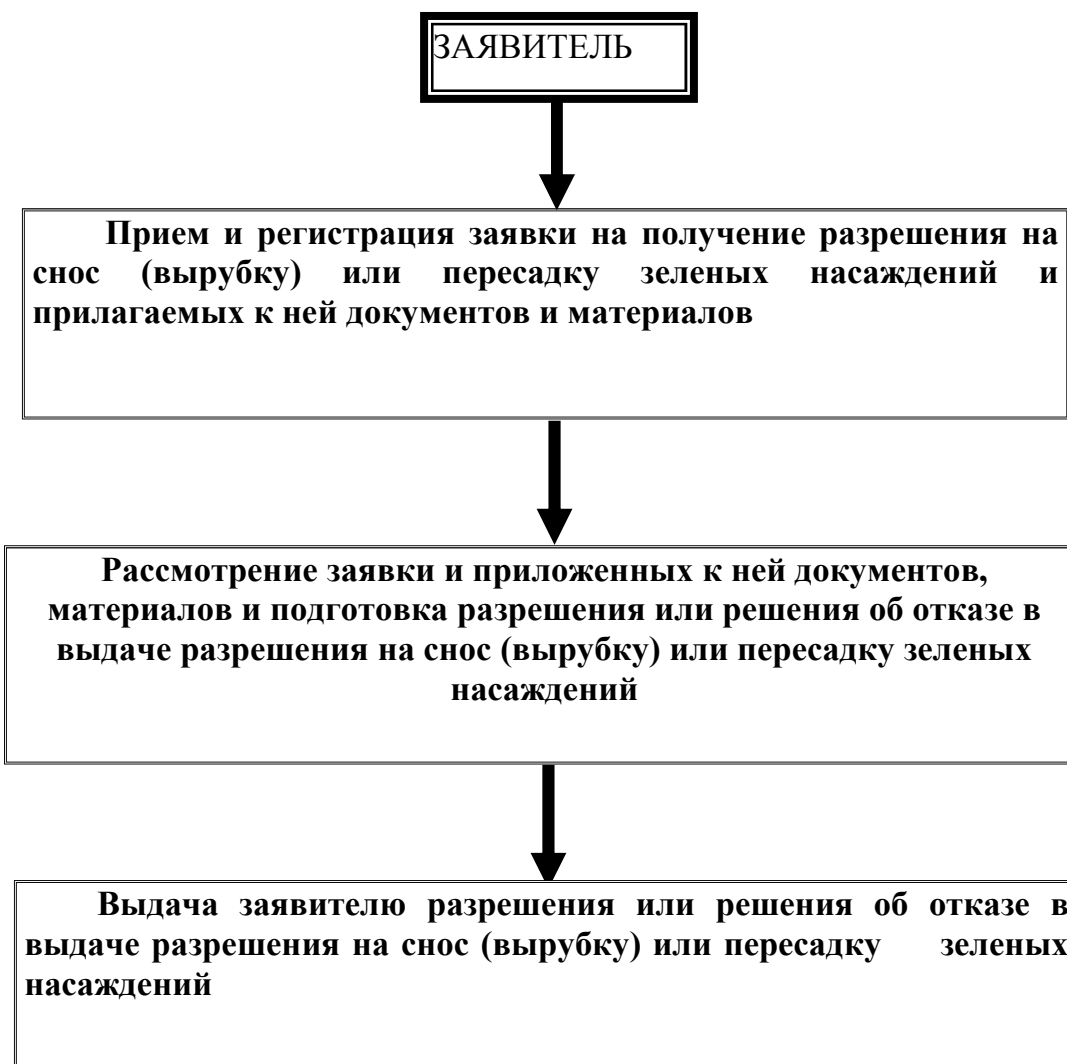 ЗАЯВИТЕЛЬ
Прием и регистрация заявки на получение разрешения на
снос (вырубку) или пересадку зеленых насаждений и
прилагаемых к ней документов и материалов
Рассмотрение заявки и приложенных к ней документов,
материалов и подготовка разрешения или решения об отказе в
выдаче разрешения на снос (вырубку) или пересадку зеленых
насаждений
Выдача заявителю разрешения или решения об отказе в
выдаче разрешения на снос (вырубку) или пересадку зеленых
насаждений